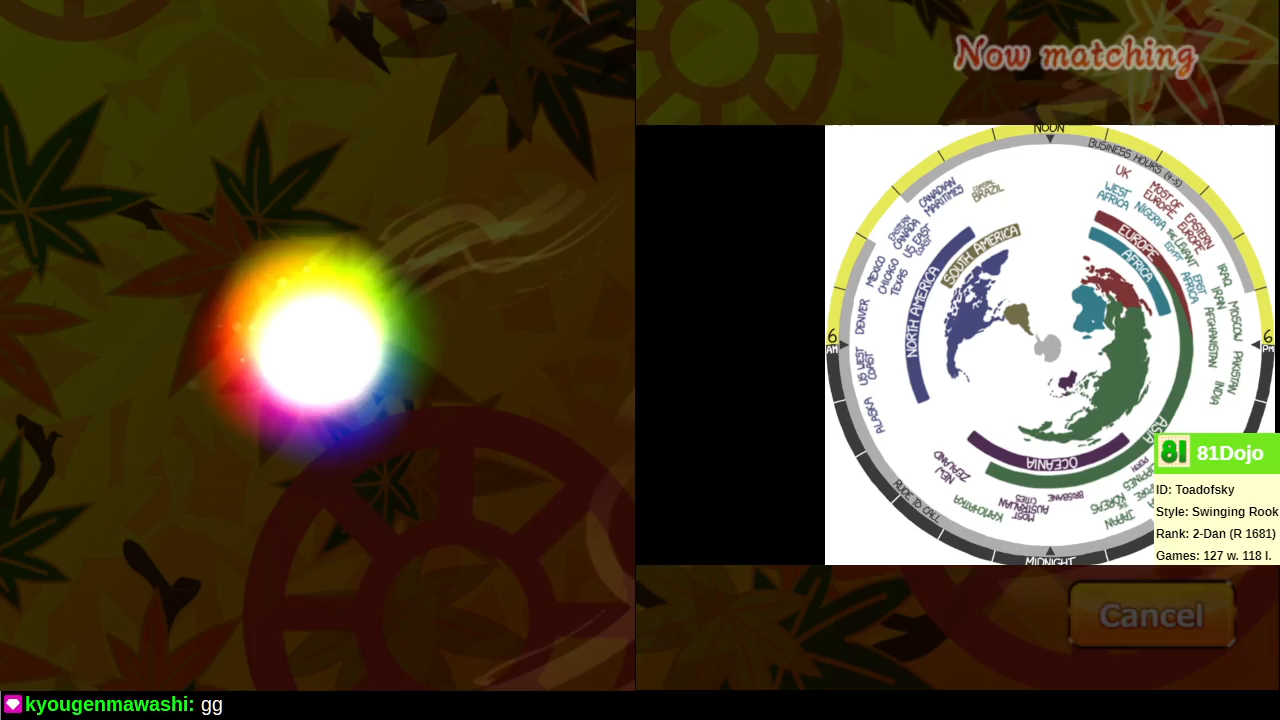 Now matching
NOON
BUSINESS HOURS (9-5)
UK
CANADIAN MARITIMES
COASTAL BRAZIL
WEST AFRICA
NIGERIA
MOST OF EUROPE
EASTERN EUROPE
THE LEVANT
EGYPT
EAST AFRICA
EASTERN CANADA
US EAST COAST
MEXICO
CHICAGO
TEXAS
DENVER
US WEST COAST
ALASKA
NORTH AMERICA
SOUTH AMERICA
EUROPE
AFRICA
ASIA
OCEANIA
IRAQ
IRAN
MOSCOW
AFGHANISTAN
PAKISTAN
INDIA
6 AM
6 PM
NEW ZEALAND
KAMCHATKA
MOST AUSTRALIAN CITIES
BRISBANE
THE KOREAS
JAPAN
RUDE TO CALL
MIDNIGHT
81 81Dojo
ID: Toadofsky
Style: Swinging Rook
Rank: 2-Dan (R 1681)
Games: 127 w. 118 l.
Cancel
kyougenmawashi: gg